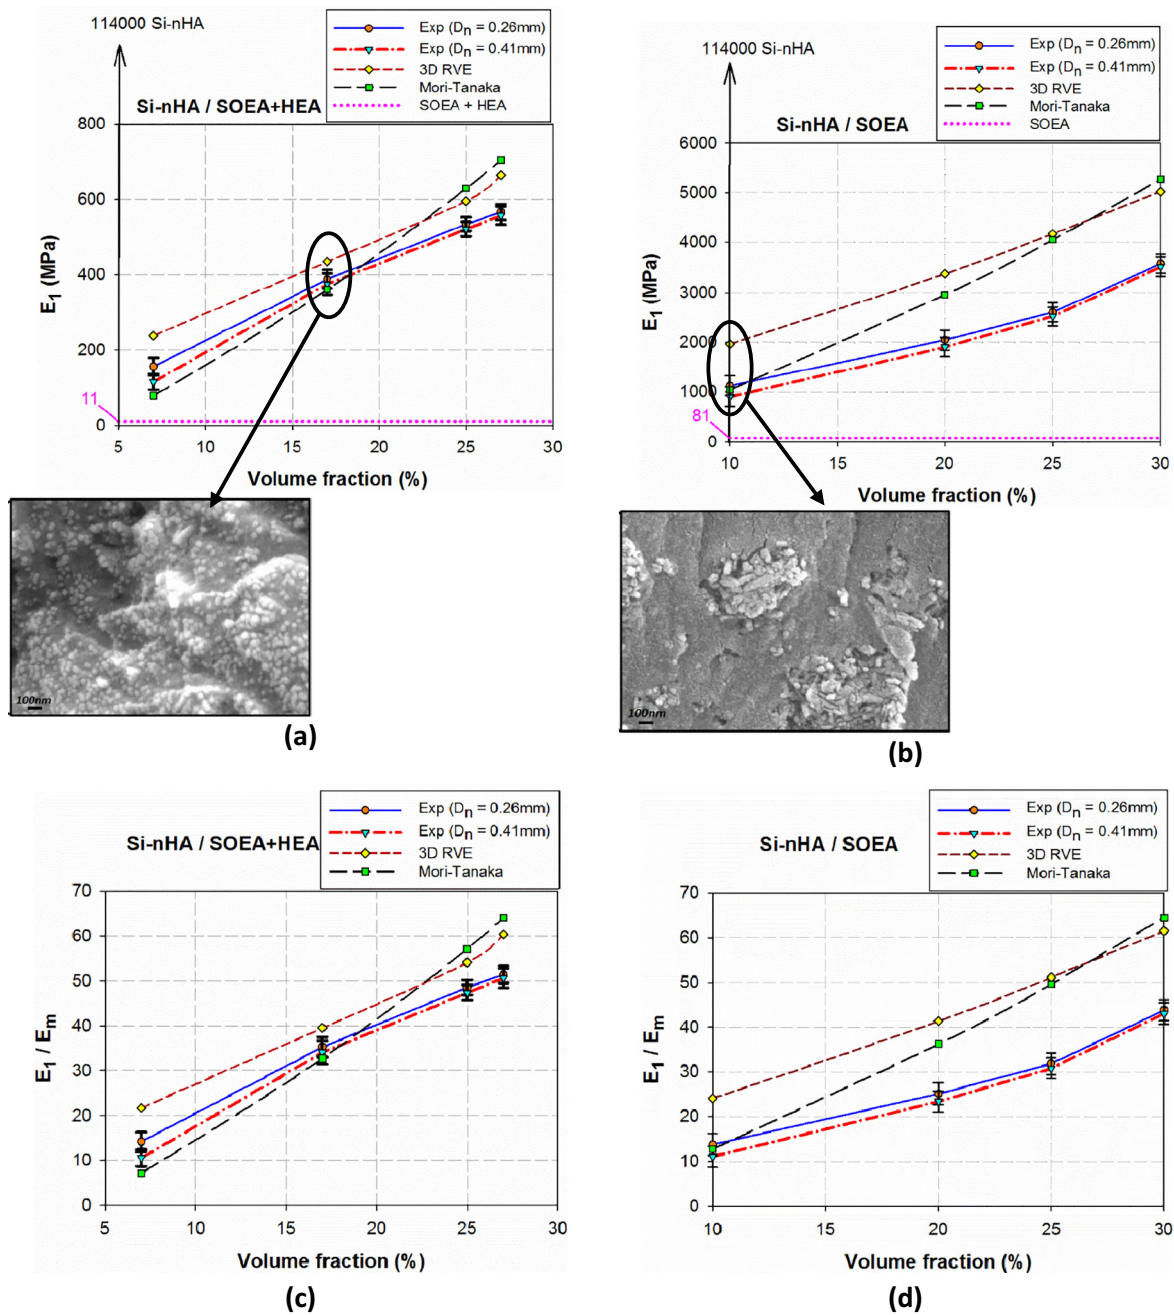 114000 Si-nHA
Exp (Dn = 0.26mm)
Exp (Dn = 0.41mm)
3D RVE
Mori-Tanaka
SOEA + HEA
Si-nHA / SOEA+HEA
800
600
400
200
0
11
E1 (MPa)
5 10 15 20 25 30
Volume fraction (%)
100nm
(a)
114000 Si-nHA
Exp (Dn = 0.26mm)
Exp (Dn = 0.41mm)
3D RVE
Mori-Tanaka
SOEA
Si-nHA / SOEA
6000
5000
4000
3000
2000
1000
0
81
E1 (MPa)
10 15 20 25 30
Volume fraction (%)
100nm
(b)
Exp (Dn = 0.26mm)
Exp (Dn = 0.41mm)
3D RVE
Mori-Tanaka
Si-nHA / SOEA+HEA
70
60
50
40
30
20
10
0
E1 / Em
5 10 15 20 25 30
Volume fraction (%)
(c)
Exp (Dn = 0.26mm)
Exp (Dn = 0.41mm)
3D RVE
Mori-Tanaka
Si-nHA / SOEA
70
60
50
40
30
20
10
0
E1 / Em
10 15 20 25 30
Volume fraction (%)
(d)